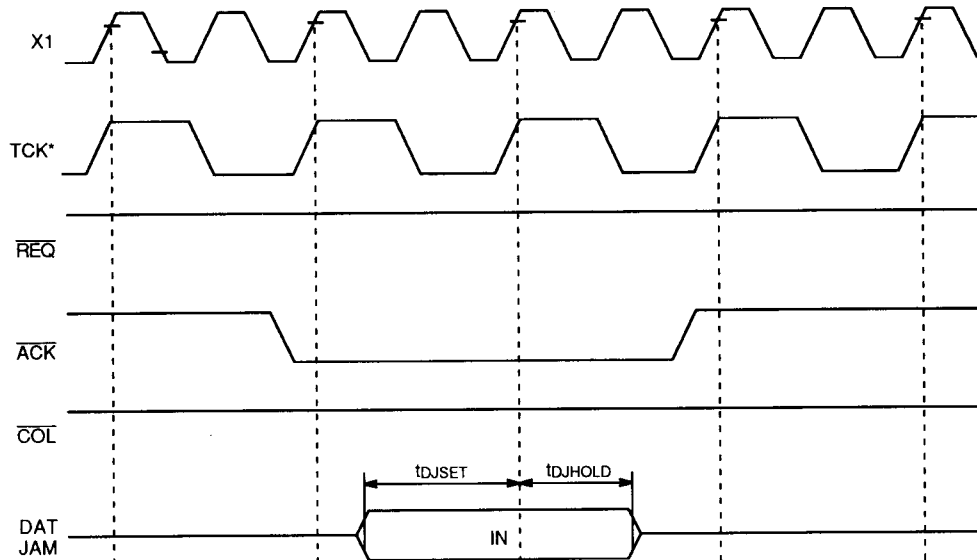 X1
TCK*
REQ
ACK
COL
tDJSET tDJHOLD
DAT
JAM
IN